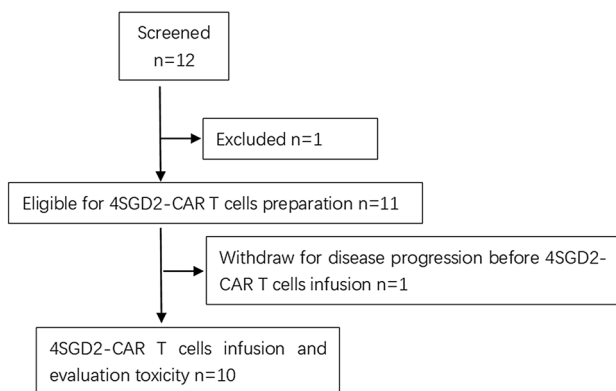 Screened
n=12
Excluded n=1
Eligible for 4SGD2-CAR T cells preparation n=11
Withdraw for disease progression before 4SGD2-
CAR T cells infusion n=1
4SGD2-CAR T cells infusion and
evaluation toxicity n=10